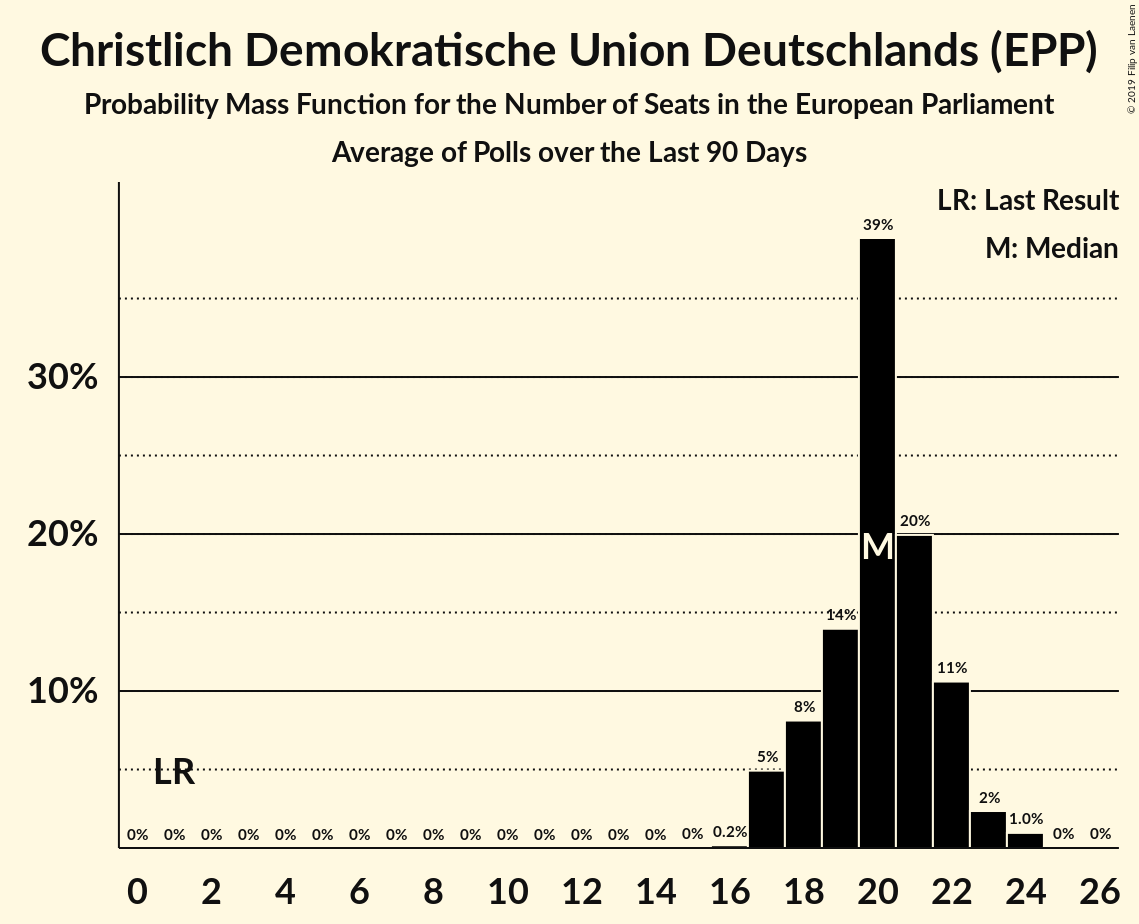 Christlich Demokratische Union Deutschlands (EPP)
Probability Mass Function for the Number of Seats in the European Parliament
Average of Polls over the Last 90 Days
© 2019 Filip van Laenen
LR: Last Result
M: Median
39%
30%
20%
20%
M
14%
11%
10%
8%
5%
LR
2%
1.0%
0% 0% 0% 0% 0% 0% 0% 0% 0% 0% 0% 0% 0% 0% 0% 0% 0.2% 0% 0%
0 2 4 6 8 10 12 14 16 18 20 22 24 26